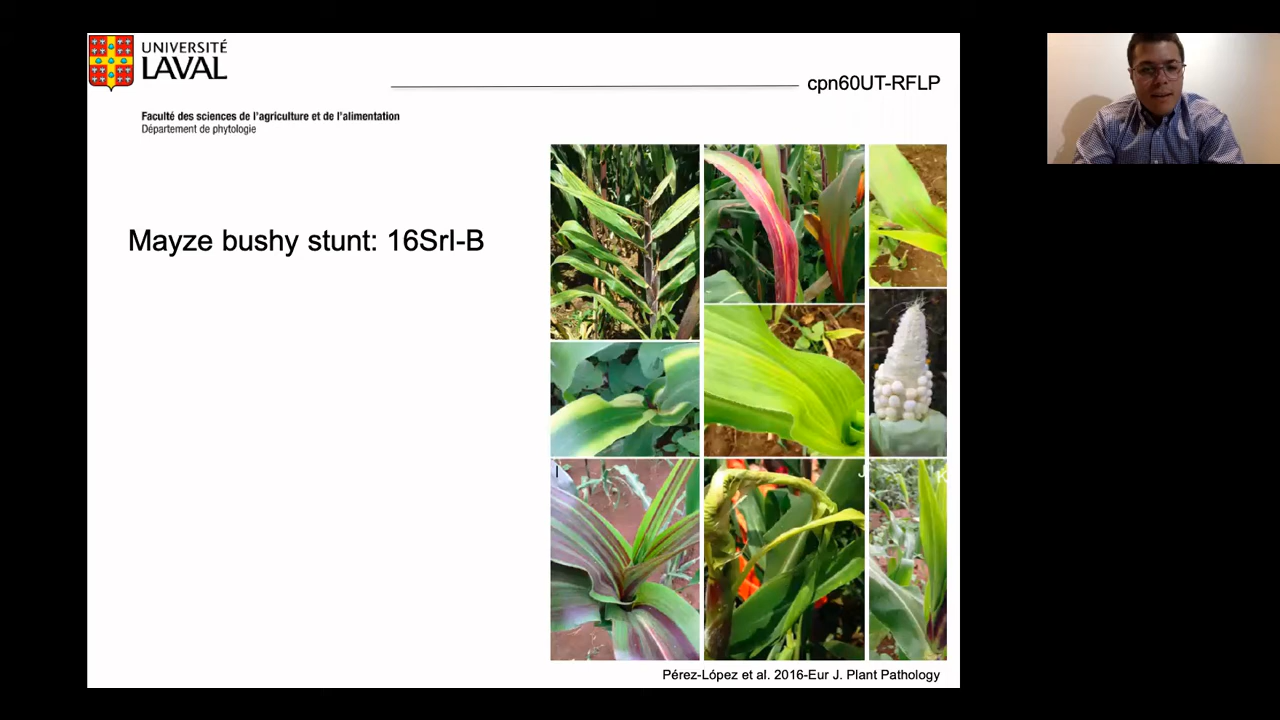 UNIVERSITÉ
LAVAL
cpn60UT-RFLP
Faculté des sciences de l'agriculture et de l'alimentation
Département de phytologie
Mayze bushy stunt: 16SrI-B
I
J
K
Pérez-López et al. 2016-Eur J. Plant Pathology